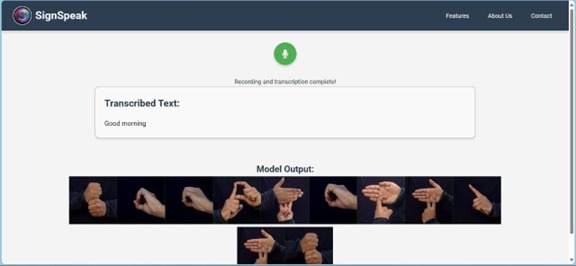 SignSpeak
Features About Us Contact
Recording and transcription complete!
Transcribed Text:
Good morning
Model Output: